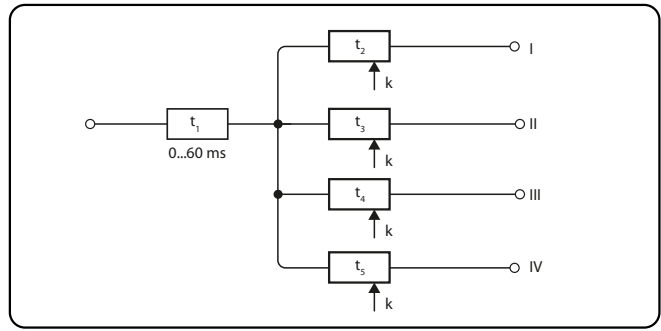 t₂ I
k
t₁ t₃ II
0...60 ms
k
t₄ III
k
t₅ IV
k